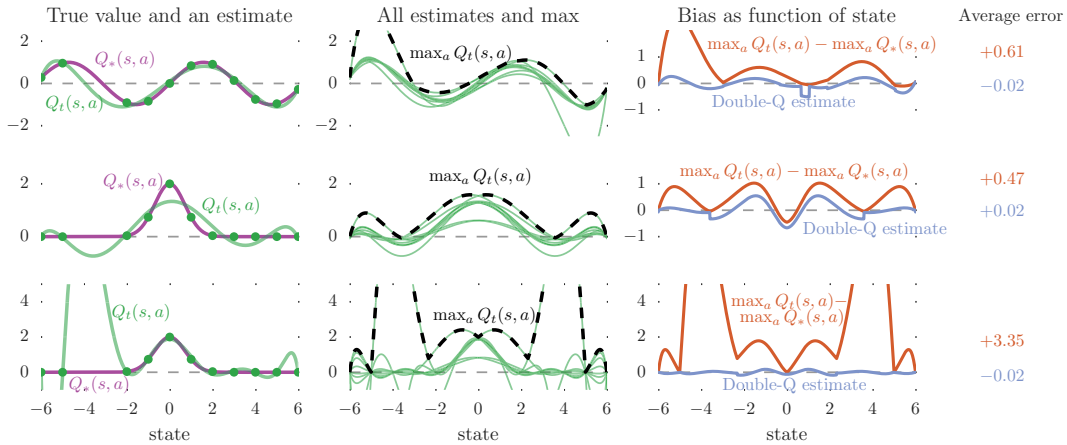 True value and an estimate
All estimates and max
Bias as function of state
Average error
2
0
−2
Q*(s, a)
Qt(s, a)
2
0
−2
maxa Qt(s, a)
1
0
−1
maxa Qt(s, a) − maxa Q*(s, a)
Double-Q estimate
+0.61
−0.02
2
0
Q*(s, a)
Qt(s, a)
2
0
maxa Qt(s, a)
1
0
−1
maxa Qt(s, a) − maxa Q*(s, a)
Double-Q estimate
+0.47
+0.02
4
2
0
Qt(s, a)
Q*(s, a)
4
2
0
maxa Qt(s, a)
4
2
0
maxa Qt(s, a)−
maxa Q*(s, a)
Double-Q estimate
+3.35
−0.02
−6 −4 −2 0 2 4 6
state
−6 −4 −2 0 2 4 6
state
−6 −4 −2 0 2 4 6
state